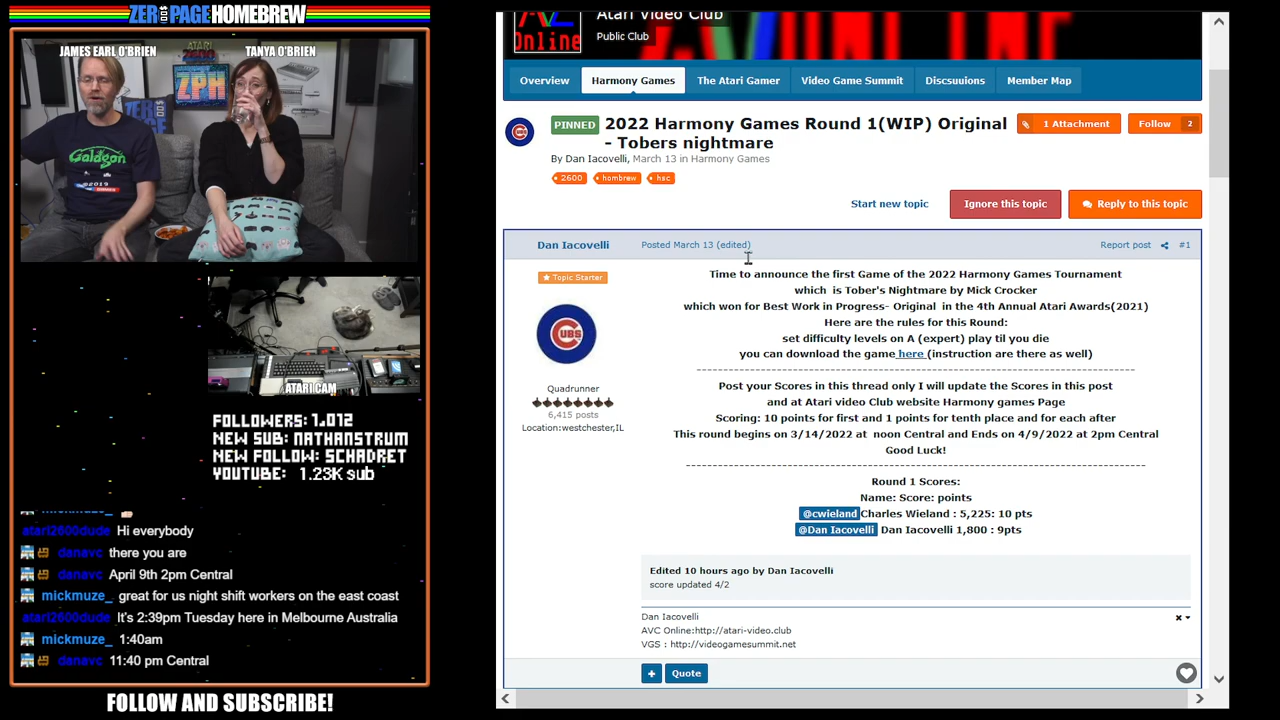 ZEROPAGE HOMEBREW
JAMES EARL O'BRIEN
TANYA O'BRIEN
ZPH
Galdgon
©2019
ATARI CAM
FOLLOWERS: 1,012
NEW SUB: NATHANSTRUM
NEW FOLLOW: SCHADRET
YOUTUBE: 1.23K sub
atari2600dude Hi everybody
danavc there you are
danavc April 9th 2pm Central
mickmuze_ great for us night shift workers on the east coast
atari2600dude It's 2:39pm Tuesday here in Melbourne Australia
mickmuze_ 1:40am
danavc 11:40 pm Central
FOLLOW AND SUBSCRIBE!
Online
Atari Video Club
Public Club
Overview
Harmony Games
The Atari Gamer
Video Game Summit
Discsuuions
Member Map
PINNED
2022 Harmony Games Round 1(WIP) Original
- Tobers nightmare
1 Attachment
Follow 2
By Dan Iacovelli, March 13 in Harmony Games
2600
hombrew
hsc
Start new topic
Ignore this topic
Reply to this topic
Dan Iacovelli
Posted March 13 (edited)
Report post
#1
Topic Starter
CUBS
Quadrunner
6,415 posts
Location:westchester,IL
Time to announce the first Game of the 2022 Harmony Games Tournament
which is Tober's Nightmare by Mick Crocker
which won for Best Work in Progress- Original in the 4th Annual Atari Awards(2021)
Here are the rules for this Round:
set difficulty levels on A (expert) play til you die
you can download the game here (instruction are there as well)
Post your Scores in this thread only I will update the Scores in this post
and at Atari video Club website Harmony games Page
Scoring: 10 points for first and 1 points for tenth place and for each after
This round begins on 3/14/2022 at noon Central and Ends on 4/9/2022 at 2pm Central
Good Luck!
Round 1 Scores:
Name: Score: points
@cwieland Charles Wieland : 5,225: 10 pts
@Dan Iacovelli Dan Iacovelli 1,800 : 9pts
Edited 10 hours ago by Dan Iacovelli
score updated 4/2
Dan Iacovelli
AVC Online:http://atari-video.club
VGS : http://videogamesummit.net
+
Quote